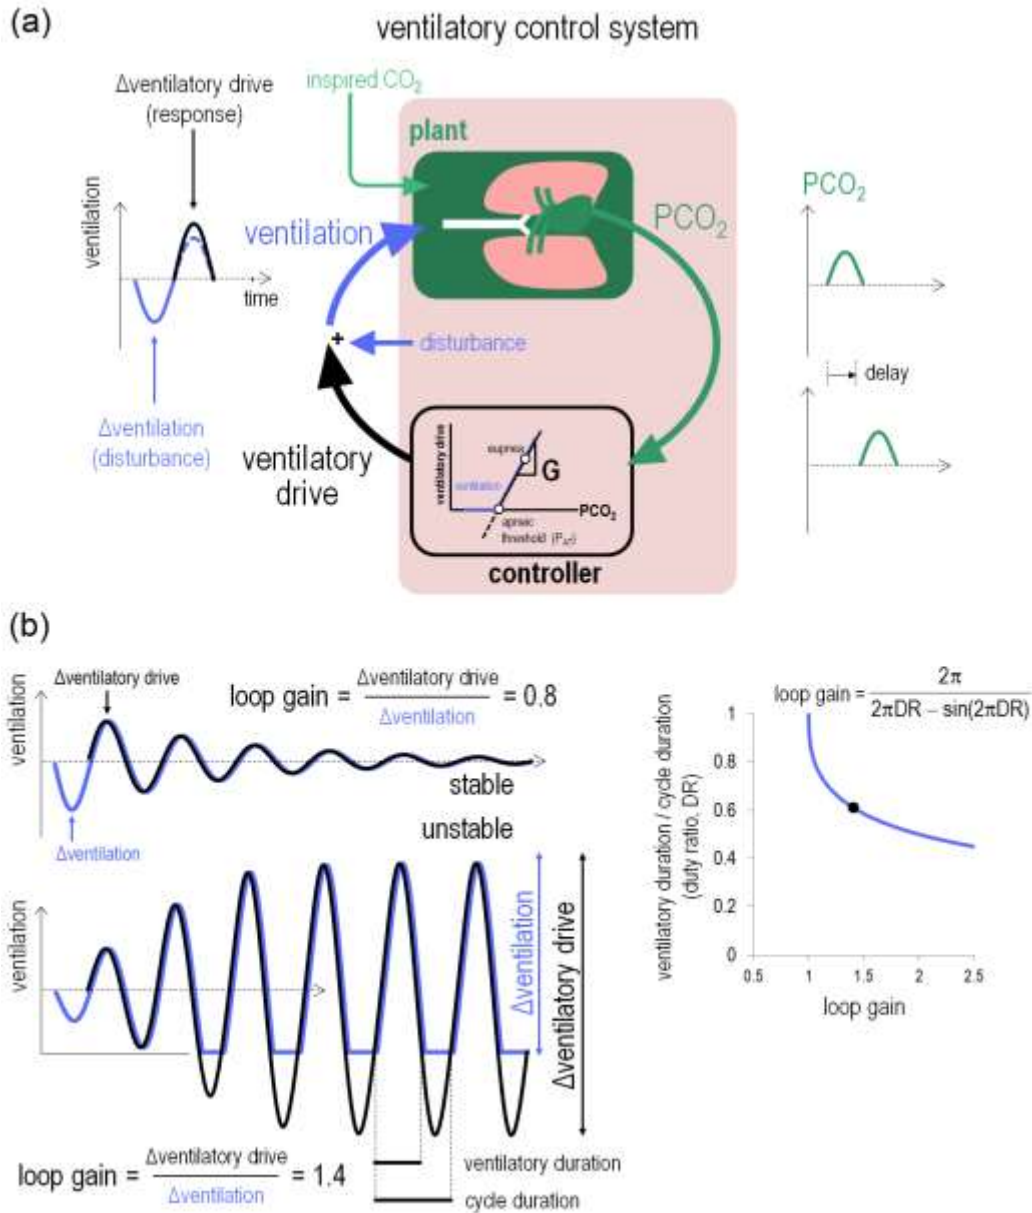 (a)
ventilatory control system
Δventilatory drive
(response)
inspired CO₂
plant
ventilation
ventilation
time
PCO₂
PCO₂
+
disturbance
delay
Δventilation
(disturbance)
ventilatory
drive
ventilatory drive
eupnea
ventilation
G
PCO₂
threshold
controller
(b)
ventilation
Δventilatory drive
loop gain = Δventilatory drive / Δventilation = 0.8
stable
Δventilation
unstable
ventilation
Δventilation
Δventilatory drive
loop gain = Δventilatory drive / Δventilation = 1.4
ventilatory duration
cycle duration
loop gain = 2π / 2πDR – sin(2πDR)
ventilatory duration / cycle duration
(duty ratio, DR)
1
0.8
0.6
0.4
0.2
0
0.5 1 1.5 2 2.5
loop gain